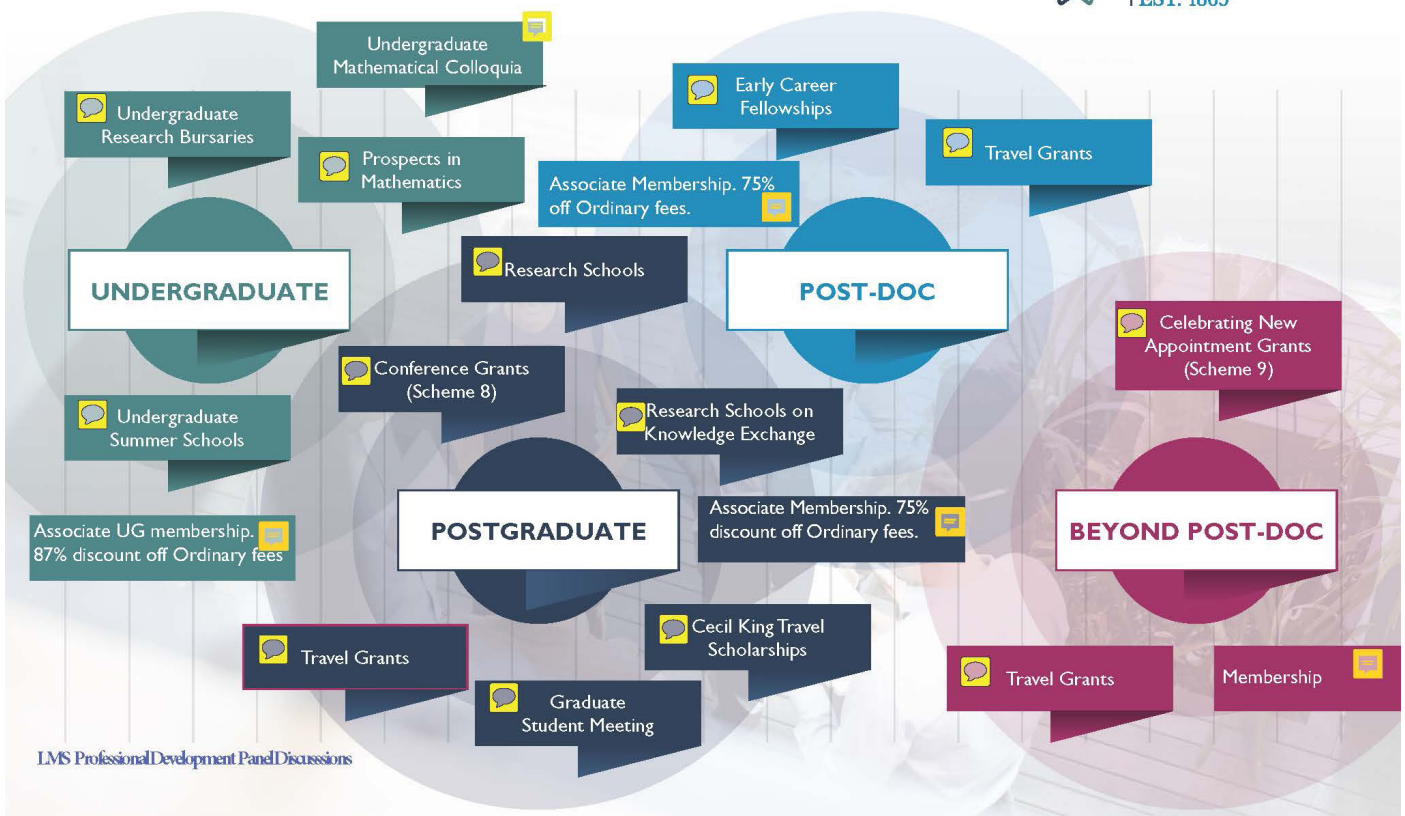 EST. 1865
Undergraduate
Mathematical Colloquia
Undergraduate
Research Bursaries
Prospects in
Mathematics
UNDERGRADUATE
Undergraduate
Summer Schools
Associate UG membership.
87% discount off Ordinary fees
Early Career
Fellowships
Travel Grants
Associate Membership. 75%
off Ordinary fees.
POST-DOC
Research Schools
Conference Grants
(Scheme 8)
Research Schools on
Knowledge Exchange
POSTGRADUATE
Associate Membership. 75%
discount off Ordinary fees.
Travel Grants
Graduate
Student Meeting
Cecil King Travel
Scholarships
Celebrating New
Appointment Grants
(Scheme 9)
BEYOND POST-DOC
Travel Grants
Membership
LMS Professional Development Panel Discusssions